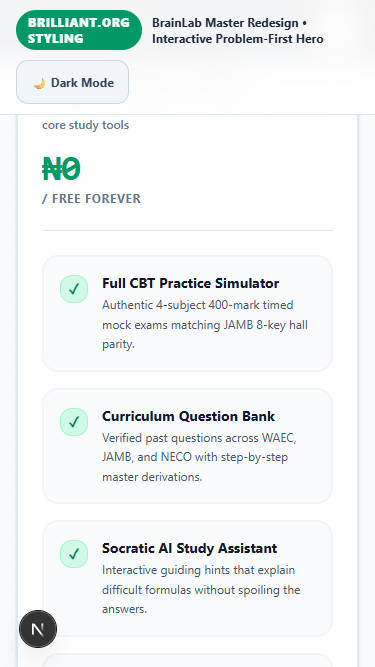 BRILLIANT.ORG
STYLING
BrainLab Master Redesign •
Interactive Problem-First Hero
🌙 Dark Mode
core study tools
₦0
/ FREE FOREVER
✓ Full CBT Practice Simulator
Authentic 4-subject 400-mark timed
mock exams matching JAMB 8-key hall
parity.
✓ Curriculum Question Bank
Verified past questions across WAEC,
JAMB, and NECO with step-by-step
master derivations.
✓ Socratic AI Study Assistant
Interactive guiding hints that explain
difficult formulas without spoiling the
answers.
N